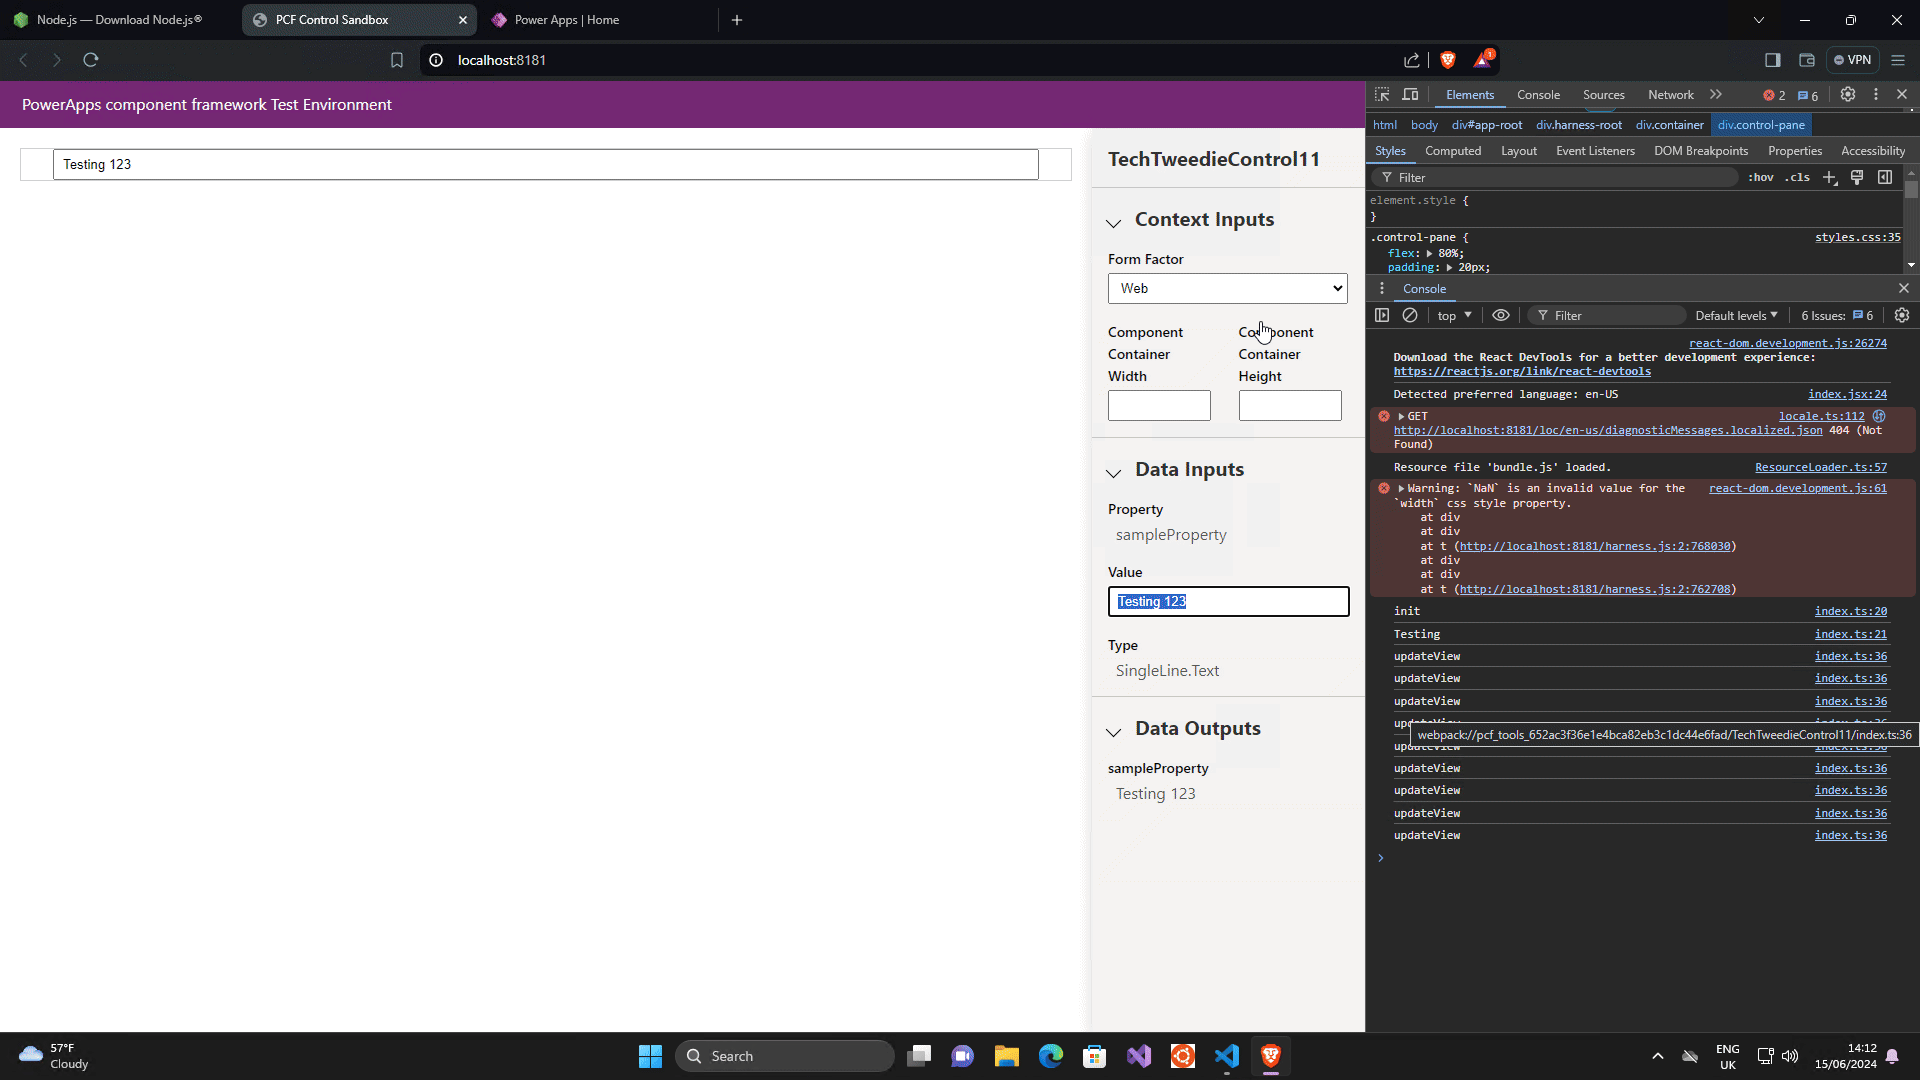 Node.js — Download Node.js®
PCF Control Sandbox
Power Apps | Home
localhost:8181
1
VPN
PowerApps component framework Test Environment
Testing 123
TechTweedieControl11
Context Inputs
Form Factor
Web
Component Container Width
Component Container Height
Data Inputs
Property
sampleProperty
Value
Testing 123
Type
SingleLine.Text
Data Outputs
sampleProperty
Testing 123
Elements
Console
Sources
Network
2
6
html
body
div#app-root
div.harness-root
div.container
div.control-pane
Styles
Computed
Layout
Event Listeners
DOM Breakpoints
Properties
Accessibility
Filter
:hov
.cls
element.style {
}
.control-pane {
styles.css:35
flex: 80%;
padding: 20px;
Console
top
Filter
Default levels
6 Issues: 6
react-dom.development.js:26274
Download the React DevTools for a better development experience:
https://reactjs.org/link/react-devtools
Detected preferred language: en-US
index.jsx:24
GET
locale.ts:112
http://localhost:8181/loc/en-us/diagnosticMessages.localized.json 404 (Not
Found)
Resource file 'bundle.js' loaded.
ResourceLoader.ts:57
Warning: `NaN` is an invalid value for the
react-dom.development.js:61
`width` css style property.
at div
at div
at t (http://localhost:8181/harness.js:2:768030)
at div
at div
at t (http://localhost:8181/harness.js:2:762708)
init
index.ts:20
Testing
index.ts:21
updateView
index.ts:36
updateView
index.ts:36
updateView
index.ts:36
webpack://pcf_tools_652ac3f36e1e4bca82eb3c1dc44e6fad/TechTweedieControl11/index.ts:36
updateView
index.ts:36
updateView
index.ts:36
updateView
index.ts:36
updateView
index.ts:36
57°F
Cloudy
Search
ENG
UK
14:12
15/06/2024